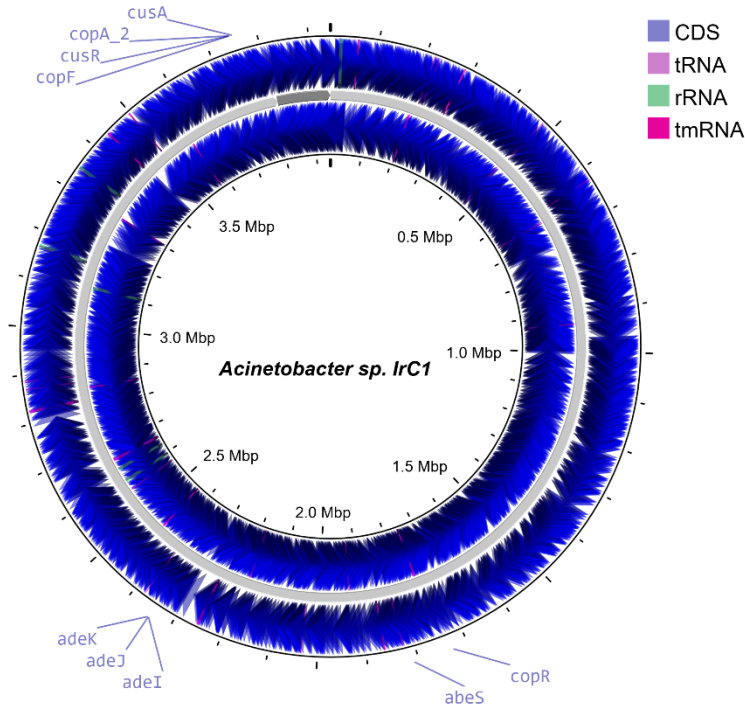 cusA
copA_2
cusR
copF
CDS
tRNA
rRNA
tmRNA
3.5 Mbp
0.5 Mbp
3.0 Mbp
1.0 Mbp
Acinetobacter sp. IrC1
2.5 Mbp
1.5 Mbp
2.0 Mbp
adeK
adeJ
adeI
copR
abeS